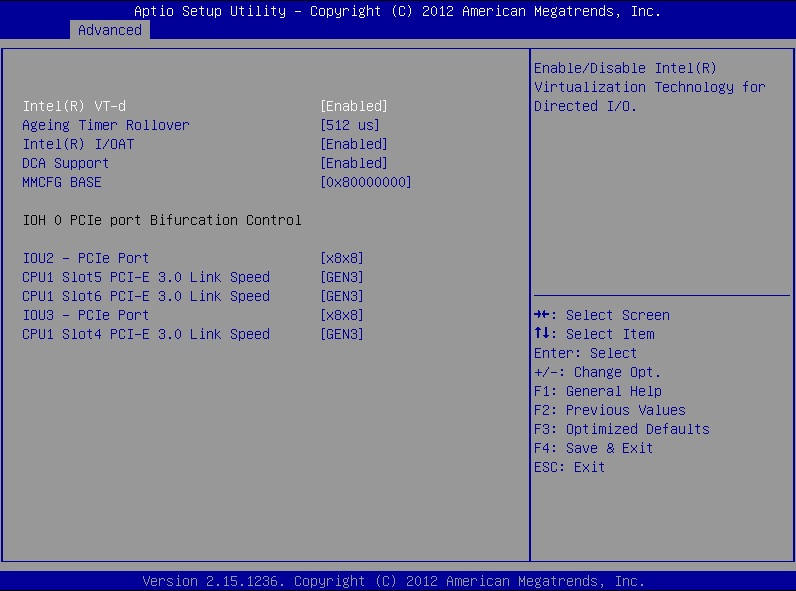 Aptio Setup Utility – Copyright (C) 2012 American Megatrends, Inc.
Advanced
Intel(R) VT-d [Enabled]
Ageing Timer Rollover [512 us]
Intel(R) I/OAT [Enabled]
DCA Support [Enabled]
MMCFG BASE [0x80000000]
IOH 0 PCIe port Bifurcation Control
IOU2 – PCIe Port [x8x8]
CPU1 Slot5 PCI-E 3.0 Link Speed [GEN3]
CPU1 Slot6 PCI-E 3.0 Link Speed [GEN3]
IOU3 – PCIe Port [x8x8]
CPU1 Slot4 PCI-E 3.0 Link Speed [GEN3]
Enable/Disable Intel(R)
Virtualization Technology for
Directed I/O.
→←: Select Screen
↑↓: Select Item
Enter: Select
+/-: Change Opt.
F1: General Help
F2: Previous Values
F3: Optimized Defaults
F4: Save & Exit
ESC: Exit
Version 2.15.1236. Copyright (C) 2012 American Megatrends, Inc.